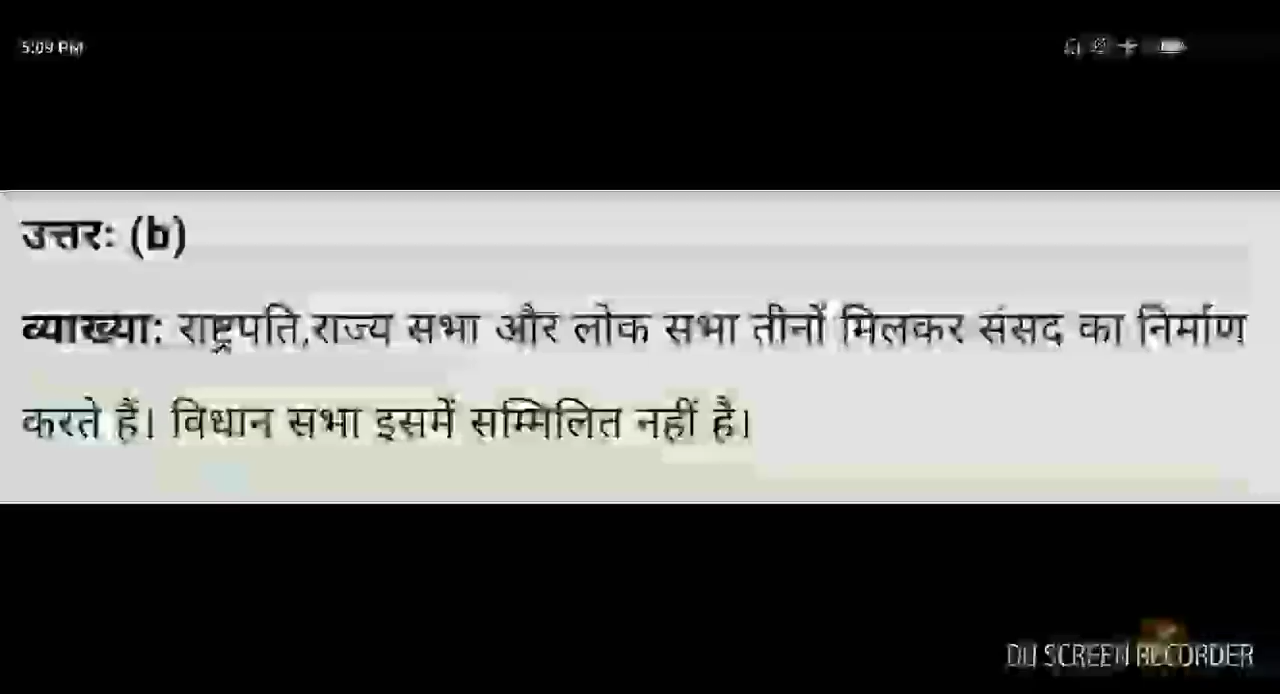 5:09 PM
उत्तरः (b)
व्याख्या: राष्ट्रपति,राज्य सभा और लोक सभा तीनों मिलकर संसद का निर्माण
करते हैं। विधान सभा इसमें सम्मिलित नहीं है।
DU SCREEN RECORDER